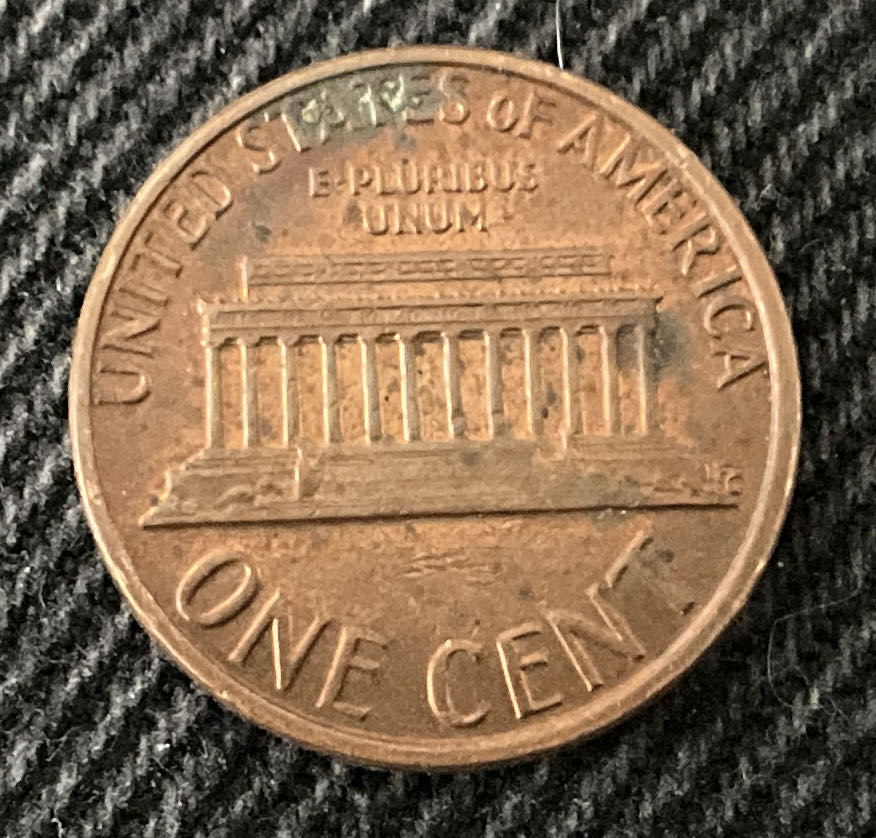 UNITED STATES OF AMERICA
E·PLURIBUS
UNUM
ONE CENT